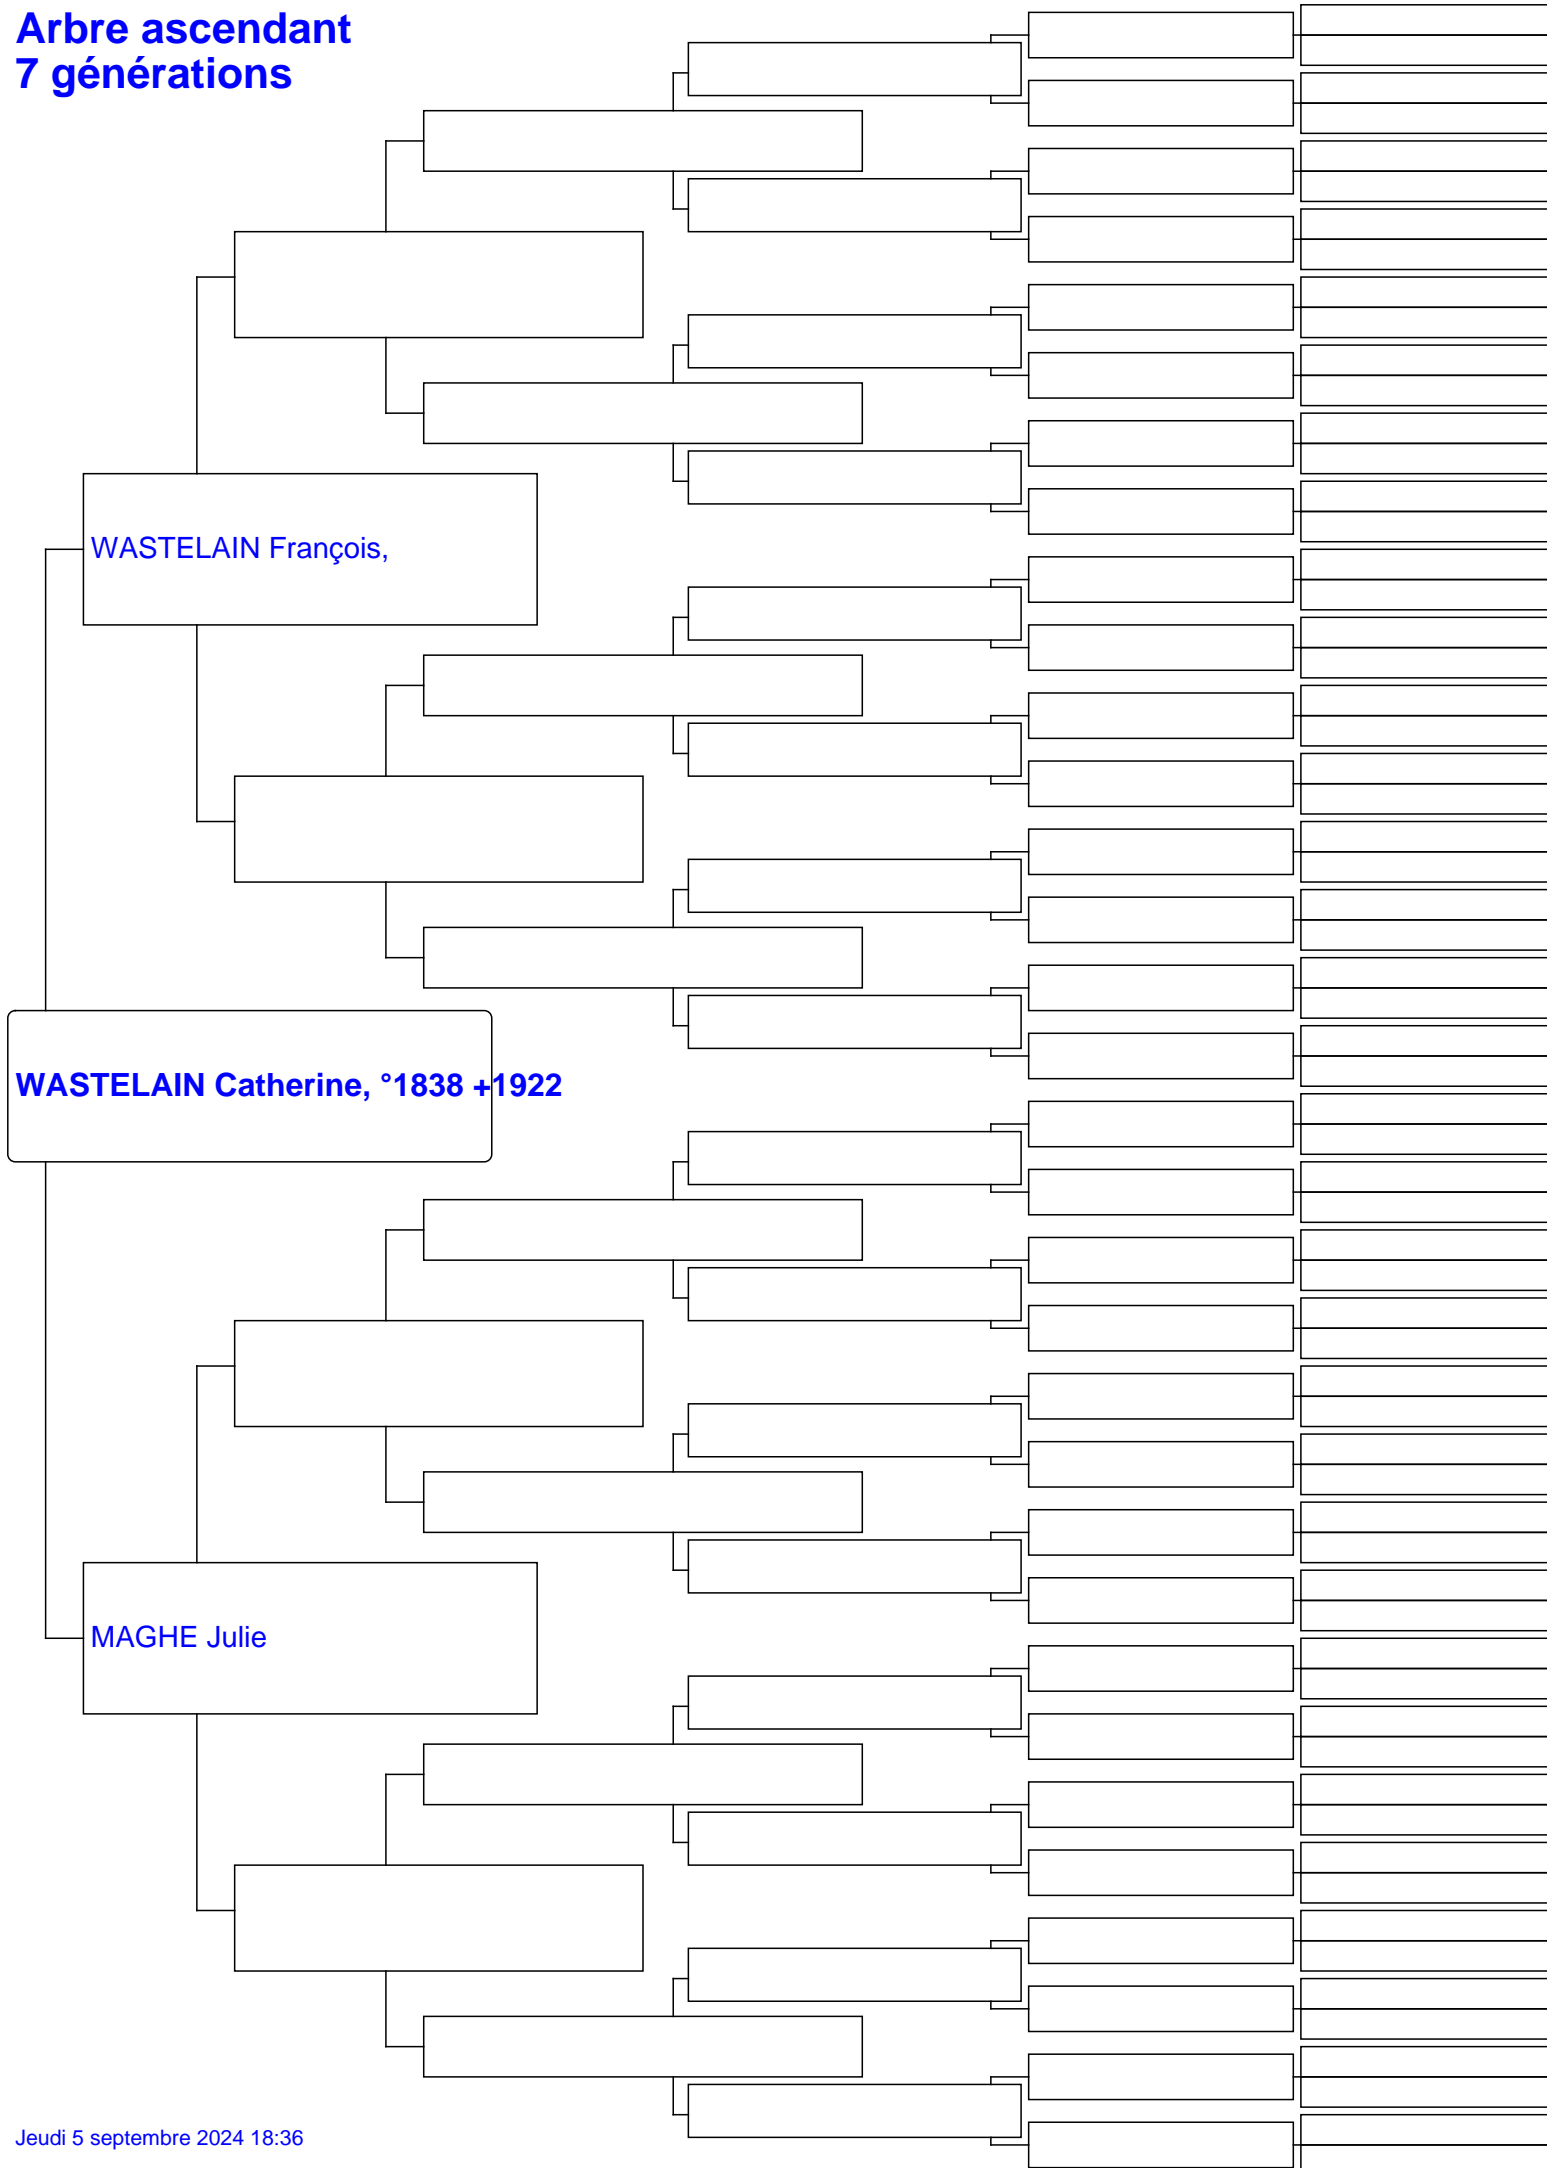 Arbre ascendant
7 générations
WASTELAIN François,
WASTELAIN Catherine, °1838 +1922
MAGHE Julie
Jeudi 5 septembre 2024 18:36